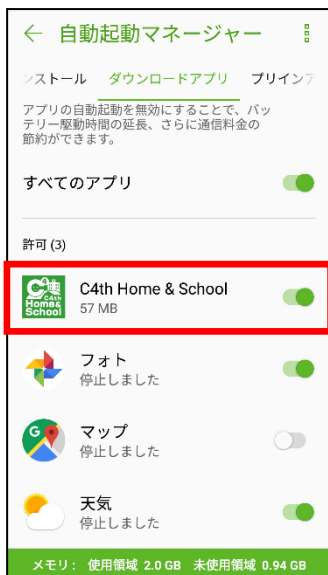 自動起動マネージャー
ンストール ダウンロードアプリ プリインア
アプリの自動起動を無効にすることで、バッ
テリー駆動時間の延長、さらに通信料金の
節約ができます。
すべてのアプリ
許可 (3)
C4th
Home&
School
C4th Home & School
57 MB
フォト
停止しました
G
マップ
停止しました
天気
停止しました
メモリ： 使用領域 2.0 GB 未使用領域 0.94 GB